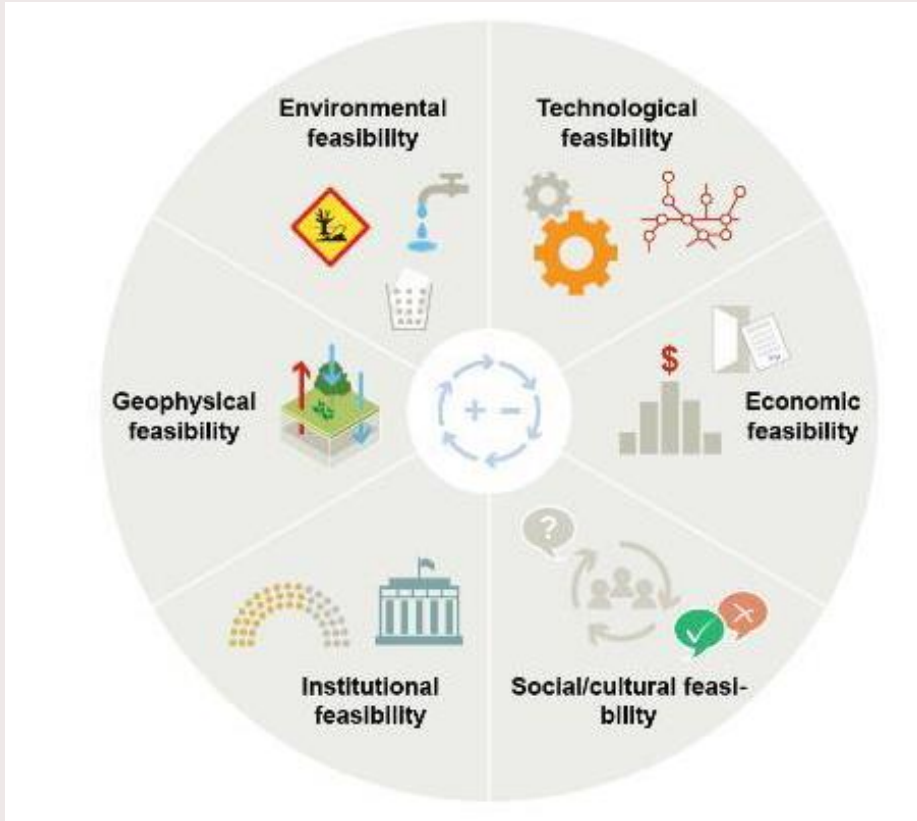 Environmental
feasibility
Technological
feasibility
Geophysical
feasibility
$
Economic
feasibility
?
Institutional
feasibility
Social/cultural feasi-
bility
+ -